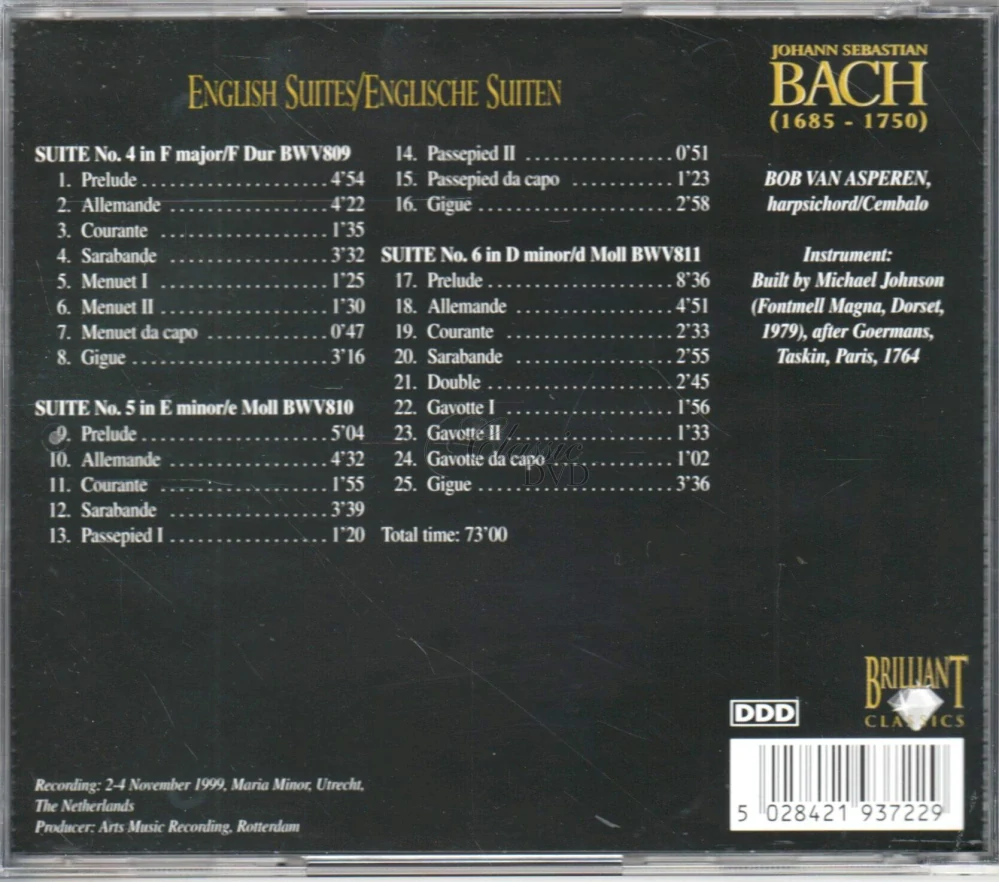 ENGLISH SUITES/ENGLISCHE SUITEN
SUITE No. 4 in F major/F Dur BWV809
1. Prelude 4'54
2. Allemande 4'22
3. Courante 1'35
4. Sarabande 3'32
5. Menuet I 1'25
6. Menuet II 1'30
7. Menuet da capo 0'47
8. Gigue 3'16
SUITE No. 5 in E minor/e Moll BWV810
9. Prelude 5'04
10. Allemande 4'32
11. Courante 1'55
12. Sarabande 3'39
13. Passepied I 1'20
14. Passepied II 0'51
15. Passepied da capo 1'23
16. Gigue 2'58
SUITE No. 6 in D minor/d Moll BWV811
17. Prelude 8'36
18. Allemande 4'51
19. Courante 2'33
20. Sarabande 2'55
21. Double 2'45
22. Gavotte I 1'56
23. Gavotte II 1'33
24. Gavotte da capo 1'02
25. Gigue 3'36
Total time: 73'00
Classic
DVD
JOHANN SEBASTIAN
BACH
(1685 - 1750)
BOB VAN ASPEREN,
harpsichord/Cembalo
Instrument:
Built by Michael Johnson
(Fontmell Magna, Dorset,
1979), after Goermans,
Taskin, Paris, 1764
Recording: 2-4 November 1999, Maria Minor, Utrecht,
The Netherlands
Producer: Arts Music Recording, Rotterdam
BRILLIANT
CLASSICS
DDD
5 028421 937229